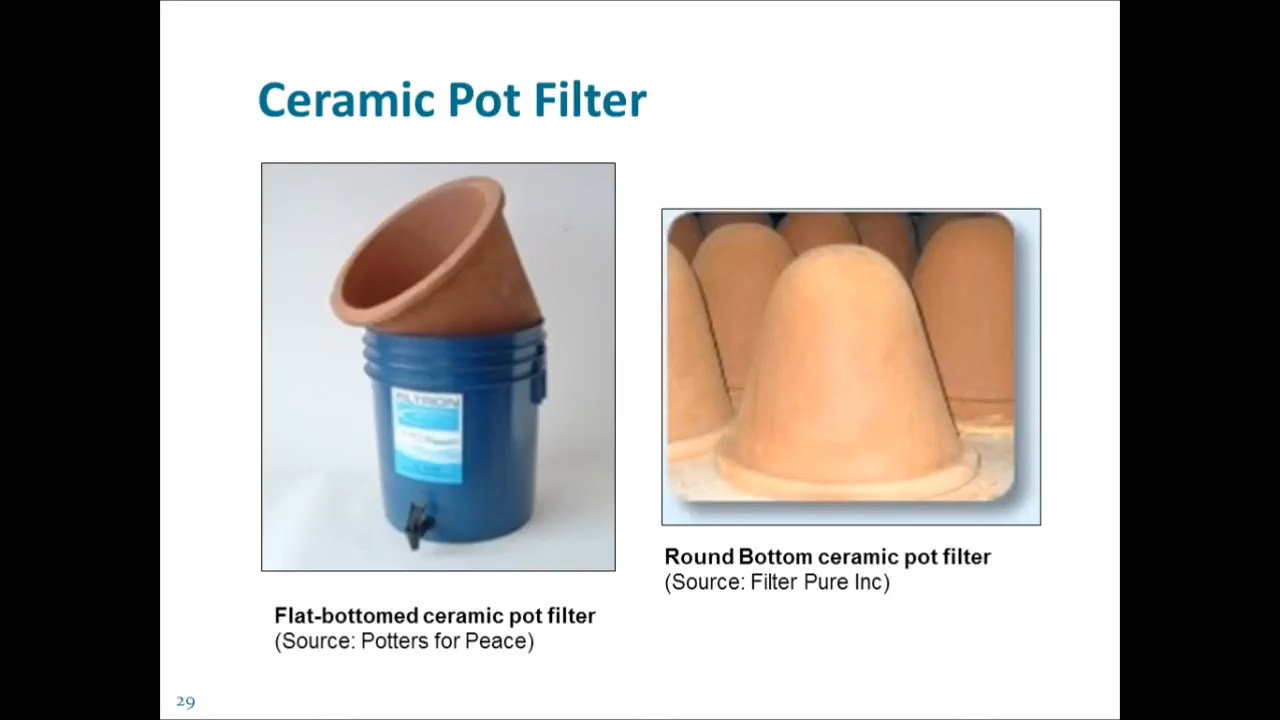 Ceramic Pot Filter
FILTRON
Round Bottom ceramic pot filter
(Source: Filter Pure Inc)
Flat-bottomed ceramic pot filter
(Source: Potters for Peace)
29